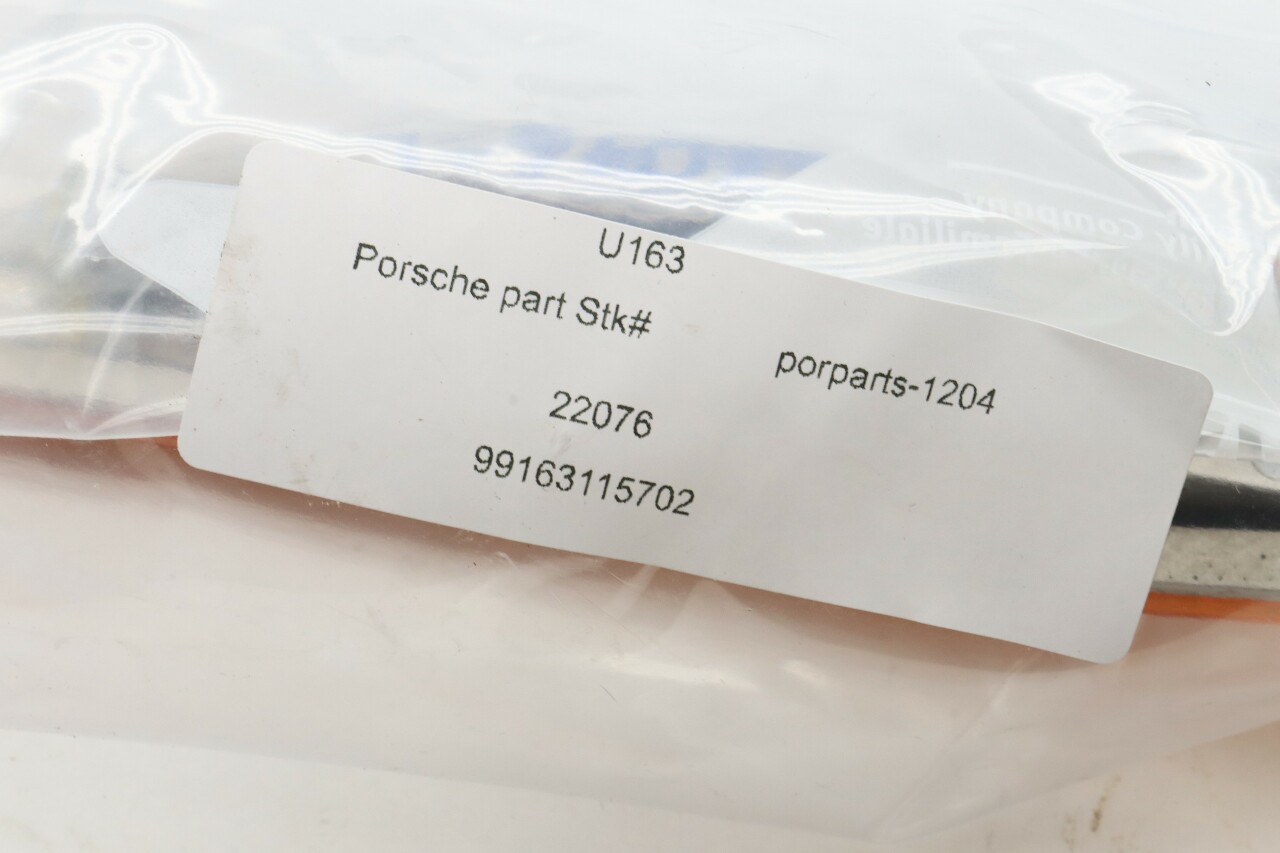 U163
Porsche part Stk#
porparts-1204
22076
99163115702